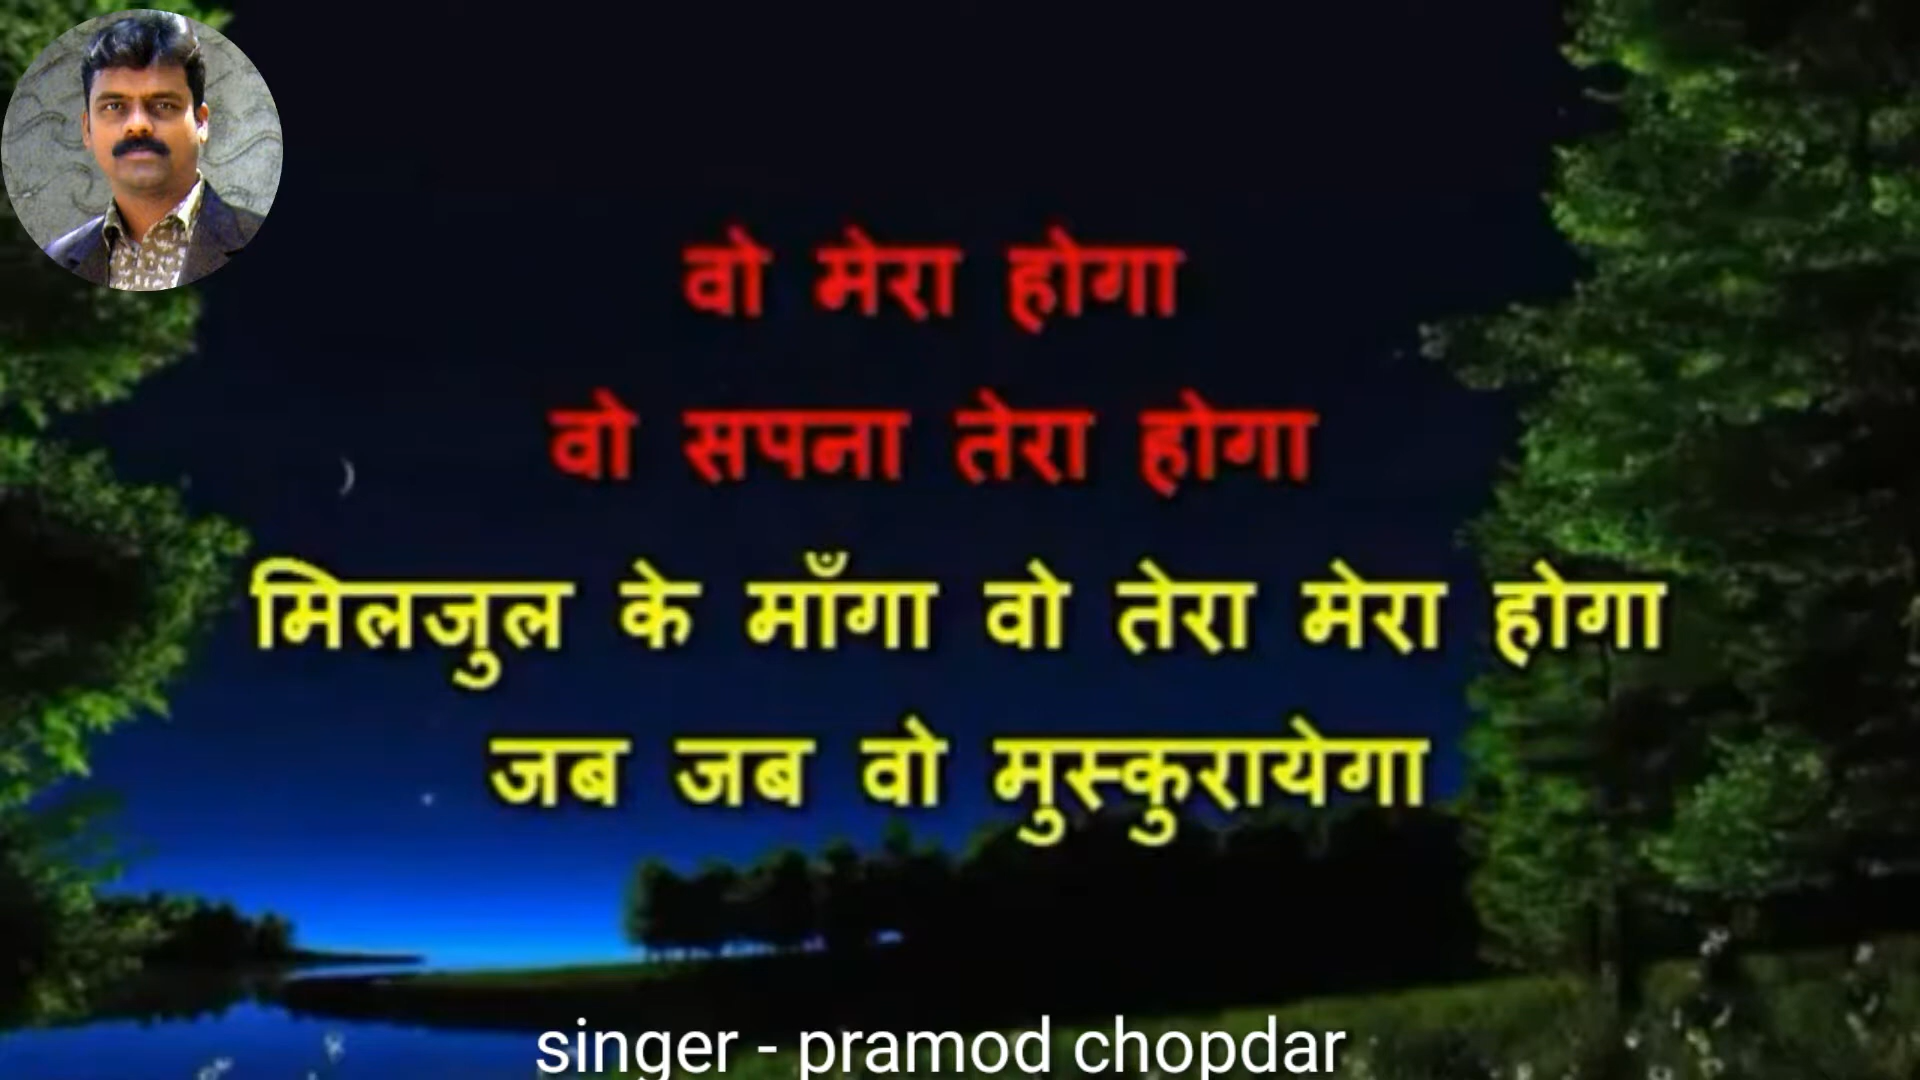 वो मेरा होगा
वो सपना तेरा होगा
मिलजुल के माँगा वो तेरा मेरा होगा
जब जब वो मुस्कुरायेगा
singer - pramod chopdar